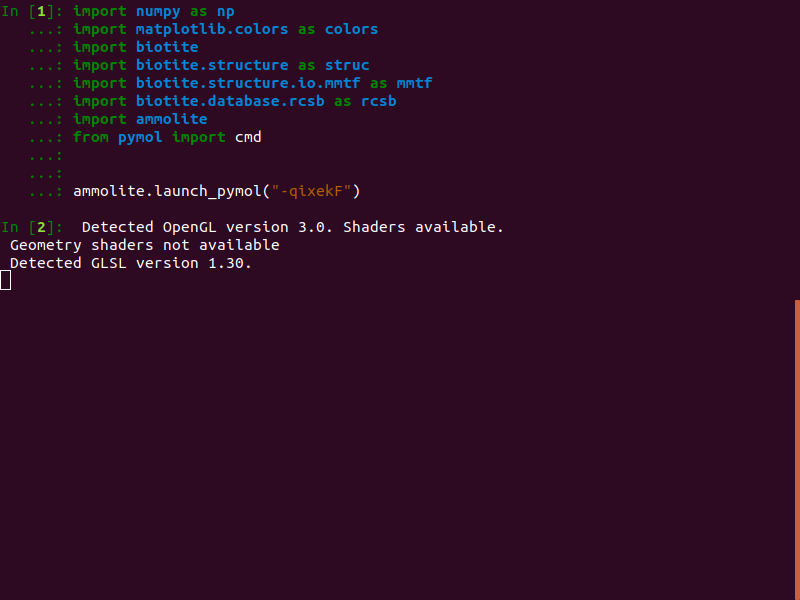 In [1]: import numpy as np
   ...: import matplotlib.colors as colors
   ...: import biotite
   ...: import biotite.structure as struc
   ...: import biotite.structure.io.mmtf as mmtf
   ...: import biotite.database.rcsb as rcsb
   ...: import ammolite
   ...: from pymol import cmd
   ...:
   ...:
   ...: ammolite.launch_pymol("-qixekF")
In [2]:  Detected OpenGL version 3.0. Shaders available.
 Geometry shaders not available
 Detected GLSL version 1.30.